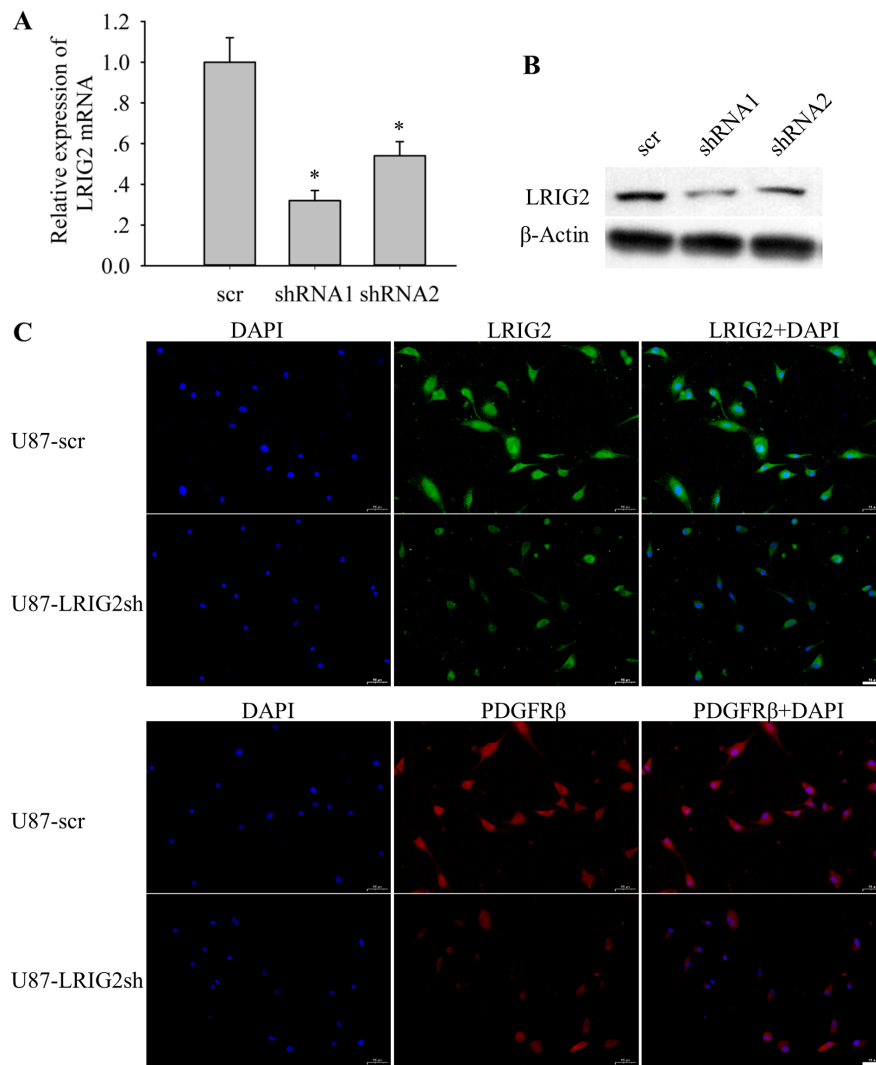 A
Relative expression of
LRIG2 mRNA
1.2
1.0
.8
.6
.4
.2
0.0
*
*
scr
shRNA1
shRNA2
B
scr
shRNA1
shRNA2
LRIG2
β-Actin
C
DAPI
LRIG2
LRIG2+DAPI
U87-scr
U87-LRIG2sh
DAPI
PDGFRβ
PDGFRβ+DAPI
U87-scr
U87-LRIG2sh